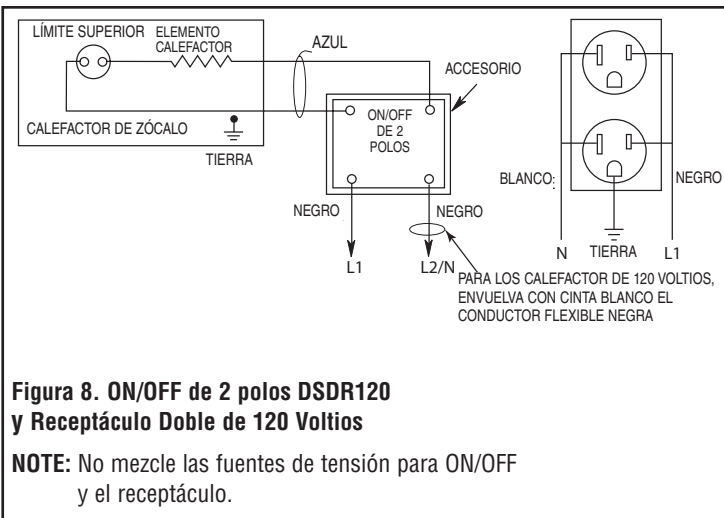 LÍMITE SUPERIOR
ELEMENTO
CALEFACTOR
AZUL
ACCESORIO
CALEFACTOR DE ZÓCALO
TIERRA
ON/OFF
DE 2
POLOS
NEGRO
NEGRO
L1
L2/N
BLANCO:
NEGRO
N
TIERRA
L1
PARA LOS CALEFACTOR DE 120 VOLTIOS,
ENVUELVA CON CINTA BLANCO EL
CONDUCTOR FLEXIBLE NEGRA
Figura 8. ON/OFF de 2 polos DSDR120
y Receptáculo Doble de 120 Voltios
NOTE: No mezcle las fuentes de tensión para ON/OFF
y el receptáculo.